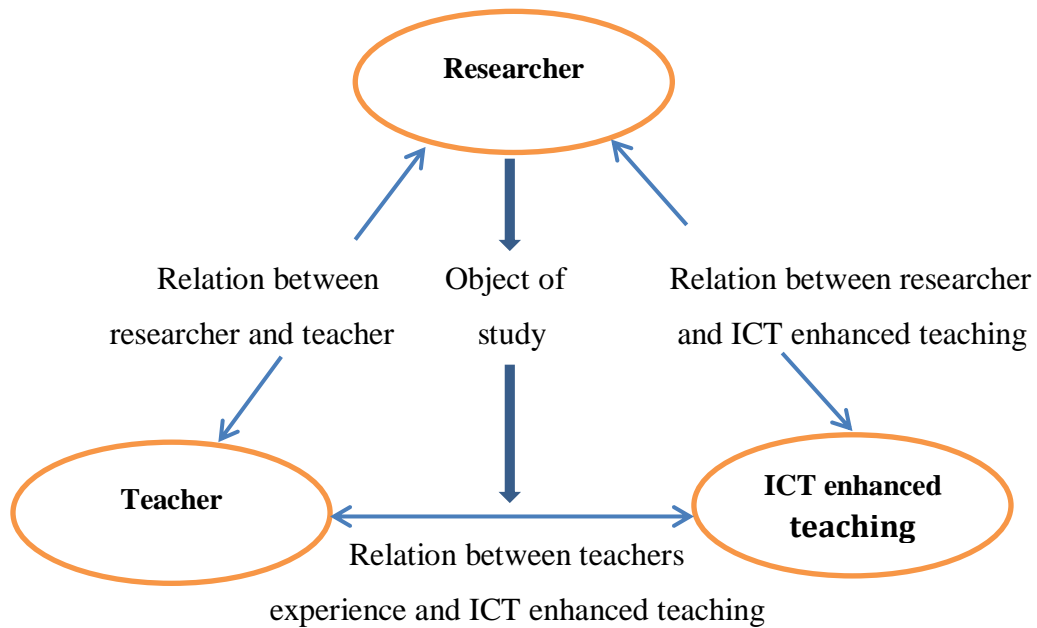 Researcher
Relation between
researcher and teacher
Object of
study
Relation between researcher
and ICT enhanced teaching
Teacher
ICT enhanced
teaching
Relation between teachers
experience and ICT enhanced teaching